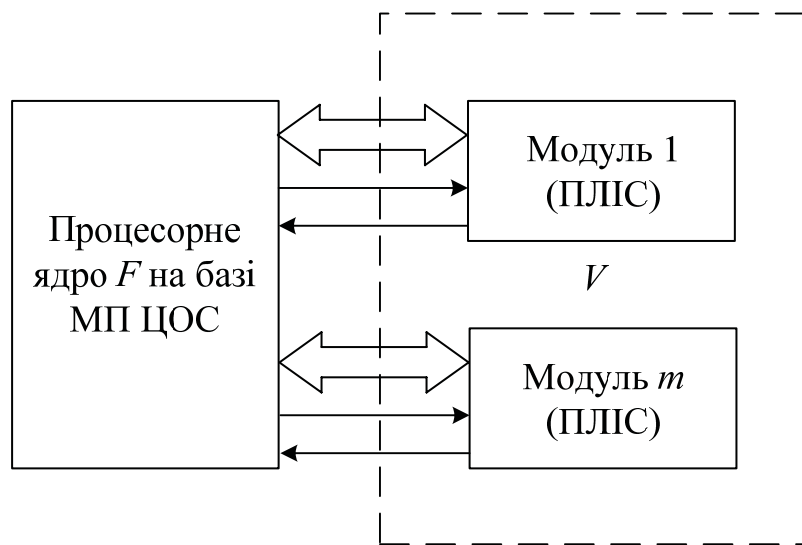 Процесорне
ядро F на базі
МП ЦОС
Модуль 1
(ПЛІС)
V
Модуль m
(ПЛІС)